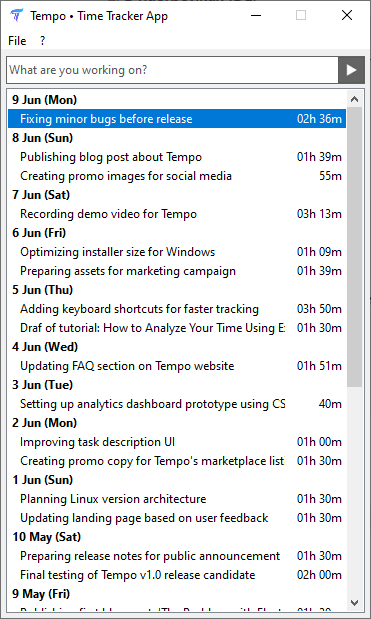 Tempo • Time Tracker App
File ?
What are you working on?
9 Jun (Mon)
Fixing minor bugs before release 02h 36m
8 Jun (Sun)
Publishing blog post about Tempo 01h 39m
Creating promo images for social media 55m
7 Jun (Sat)
Recording demo video for Tempo 03h 13m
6 Jun (Fri)
Optimizing installer size for Windows 01h 09m
Preparing assets for marketing campaign 01h 39m
5 Jun (Thu)
Adding keyboard shortcuts for faster tracking 03h 50m
Draf of tutorial: How to Analyze Your Time Using 01h 30m
4 Jun (Wed)
Updating FAQ section on Tempo website 01h 51m
3 Jun (Tue)
Setting up analytics dashboard prototype using CS 40m
2 Jun (Mon)
Improving task description UI 01h 00m
Creating promo copy for Tempo's marketplace list 01h 30m
1 Jun (Sun)
Planning Linux version architecture 01h 30m
Updating landing page based on user feedback 01h 30m
10 May (Sat)
Preparing release notes for public announcement 01h 30m
Final testing of Tempo v1.0 release candidate 02h 00m
9 May (Fri)